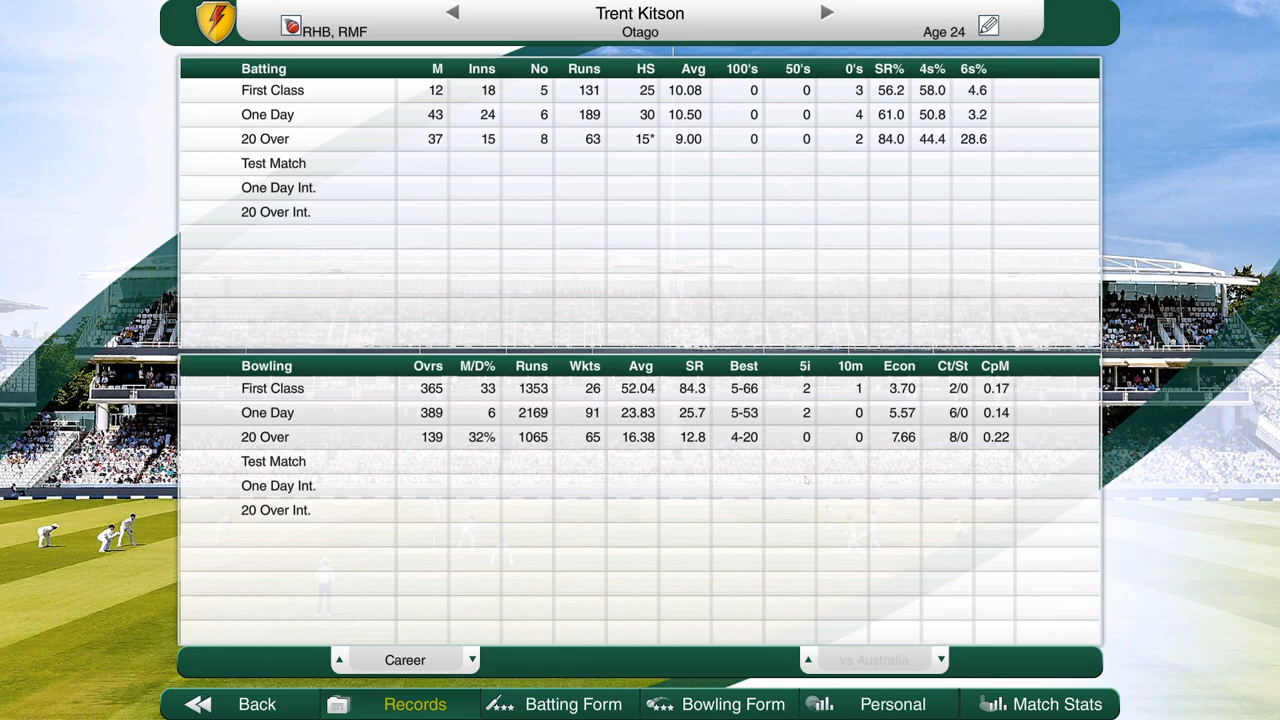 Trent Kitson
RHB, RMF Otago Age 24
Batting M Inns No Runs HS Avg 100's 50's 0's SR% 4s% 6s%
First Class 12 18 5 131 25 10.08 0 0 3 56.2 58.0 4.6
One Day 43 24 6 189 30 10.50 0 0 4 61.0 50.8 3.2
20 Over 37 15 8 63 15* 9.00 0 0 2 84.0 44.4 28.6
Test Match
One Day Int.
20 Over Int.
Bowling Ovrs M/D% Runs Wkts Avg SR Best 5i 10m Econ Ct/St CpM
First Class 365 33 1353 26 52.04 84.3 5-66 2 1 3.70 2/0 0.17
One Day 389 6 2169 91 23.83 25.7 5-53 2 0 5.57 6/0 0.14
20 Over 139 32% 1065 65 16.38 12.8 4-20 0 0 7.66 8/0 0.22
Test Match
One Day Int.
20 Over Int.
Career vs Australia
Back Records Batting Form Bowling Form Personal Match Stats